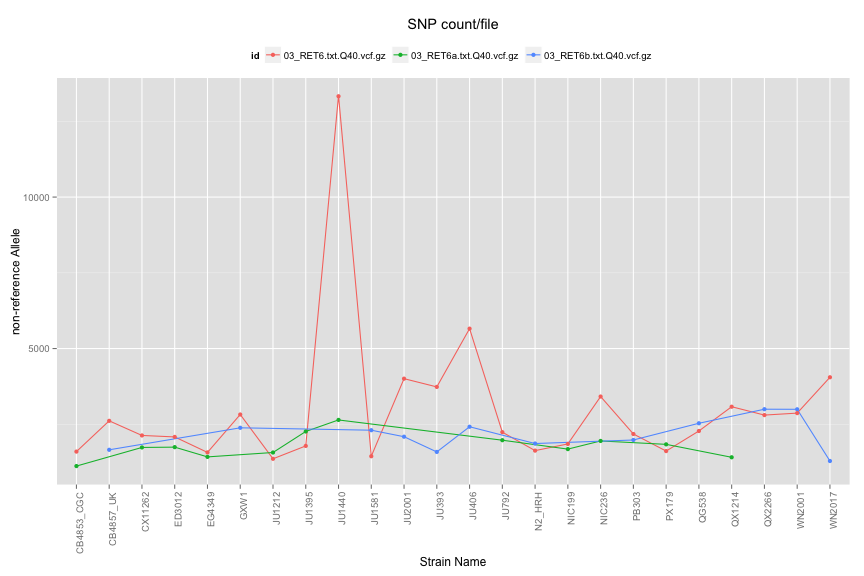 SNP count/file
id 03_RET6.txt.Q40.vcf.gz 03_RET6a.txt.Q40.vcf.gz 03_RET6b.txt.Q40.vcf.gz
non-reference Allele
10000
5000
CB4853_CGC
CB4857_UK
CX11262
ED3012
EG4349
GXW1
JU1212
JU1395
JU1440
JU1581
JU2001
JU393
JU406
JU792
N2_HRH
NIC199
NIC236
PB303
PX179
QG538
QX1214
QX2266
WN2001
WN2017
Strain Name